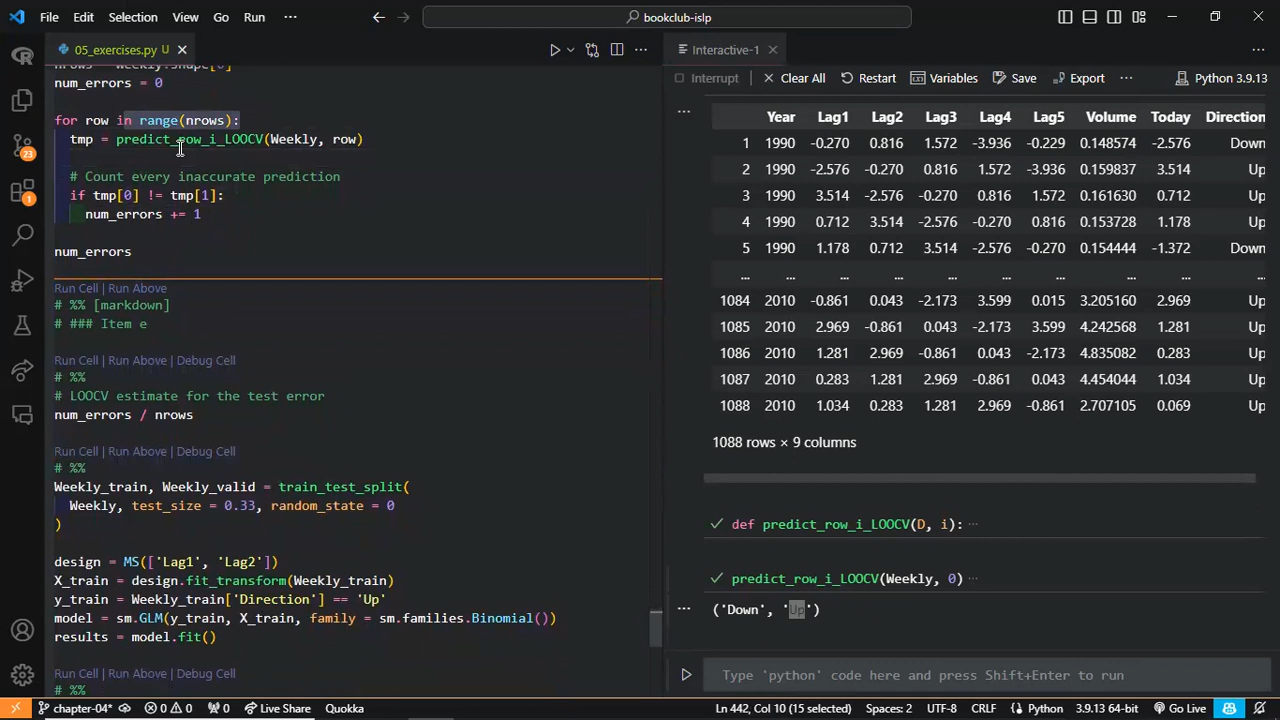 File Edit Selection View Go Run ··· bookclub-islp
05_exercises.py U
num_errors = 0
for row in range(nrows):
tmp = predict_row_i_LOOCV(Weekly, row)
# Count every inaccurate prediction
if tmp[0] != tmp[1]:
num_errors += 1
num_errors
Run Cell | Run Above
# %% [markdown]
# ### Item e
Run Cell | Run Above | Debug Cell
# %%
# LOOCV estimate for the test error
num_errors / nrows
Run Cell | Run Above | Debug Cell
# %%
Weekly_train, Weekly_valid = train_test_split(
Weekly, test_size = 0.33, random_state = 0
)
design = MS(['Lag1', 'Lag2'])
X_train = design.fit_transform(Weekly_train)
y_train = Weekly_train['Direction'] == 'Up'
model = sm.GLM(y_train, X_train, family = sm.families.Binomial())
results = model.fit()
Run Cell | Run Above | Debug Cell
# %%
Interactive-1
Interrupt Clear All Restart Variables Save Export ··· Python 3.9.13
Year Lag1 Lag2 Lag3 Lag4 Lag5 Volume Today Direction
1 1990 -0.270 0.816 1.572 -3.936 -0.229 0.148574 -2.576 Down
2 1990 -2.576 -0.270 0.816 1.572 -3.936 0.159837 3.514 Up
3 1990 3.514 -2.576 -0.270 0.816 1.572 0.161630 0.712 Up
4 1990 0.712 3.514 -2.576 -0.270 0.816 0.153728 1.178 Up
5 1990 1.178 0.712 3.514 -2.576 -0.270 0.154444 -1.372 Down
... ... ... ... ... ... ... ... ... ...
1084 2010 -0.861 0.043 -2.173 3.599 0.015 3.205160 2.969 Up
1085 2010 2.969 -0.861 0.043 -2.173 3.599 4.242568 1.281 Up
1086 2010 1.281 2.969 -0.861 0.043 -2.173 4.835082 0.283 Up
1087 2010 0.283 1.281 2.969 -0.861 0.043 4.454044 1.034 Up
1088 2010 1.034 0.283 1.281 2.969 -0.861 2.707105 0.069 Up
1088 rows × 9 columns
def predict_row_i_LOOCV(D, i): ···
predict_row_i_LOOCV(Weekly, 0) ···
('Down', 'Up')
Type 'python' code here and press Shift+Enter to run
23
1
chapter-04* 0 0 0 Live Share Quokka Ln 442, Col 10 (15 selected) Spaces: 2 UTF-8 CRLF Python 3.9.13 Go Live